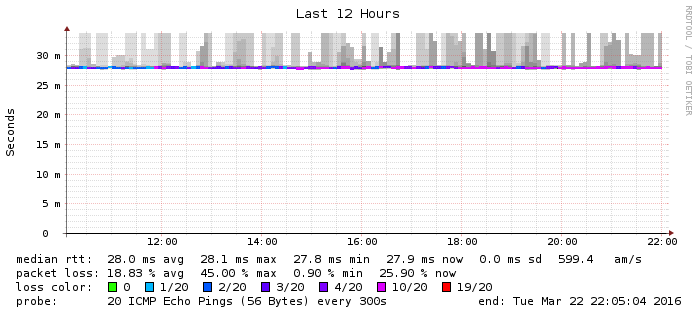 Last 12 Hours
RRDTOOL / TOBI OETIKER
Seconds
30 m
25 m
20 m
15 m
10 m
5 m
0
12:00 14:00 16:00 18:00 20:00 22:00
median rtt: 28.0 ms avg 28.1 ms max 27.8 ms min 27.9 ms now 0.0 ms sd 599.4 am/s
packet loss: 18.83 % avg 45.00 % max 0.90 % min 25.90 % now
loss color: 0 1/20 2/20 3/20 4/20 10/20 19/20
probe: 20 ICMP Echo Pings (56 Bytes) every 300s end: Tue Mar 22 22:05:04 2016